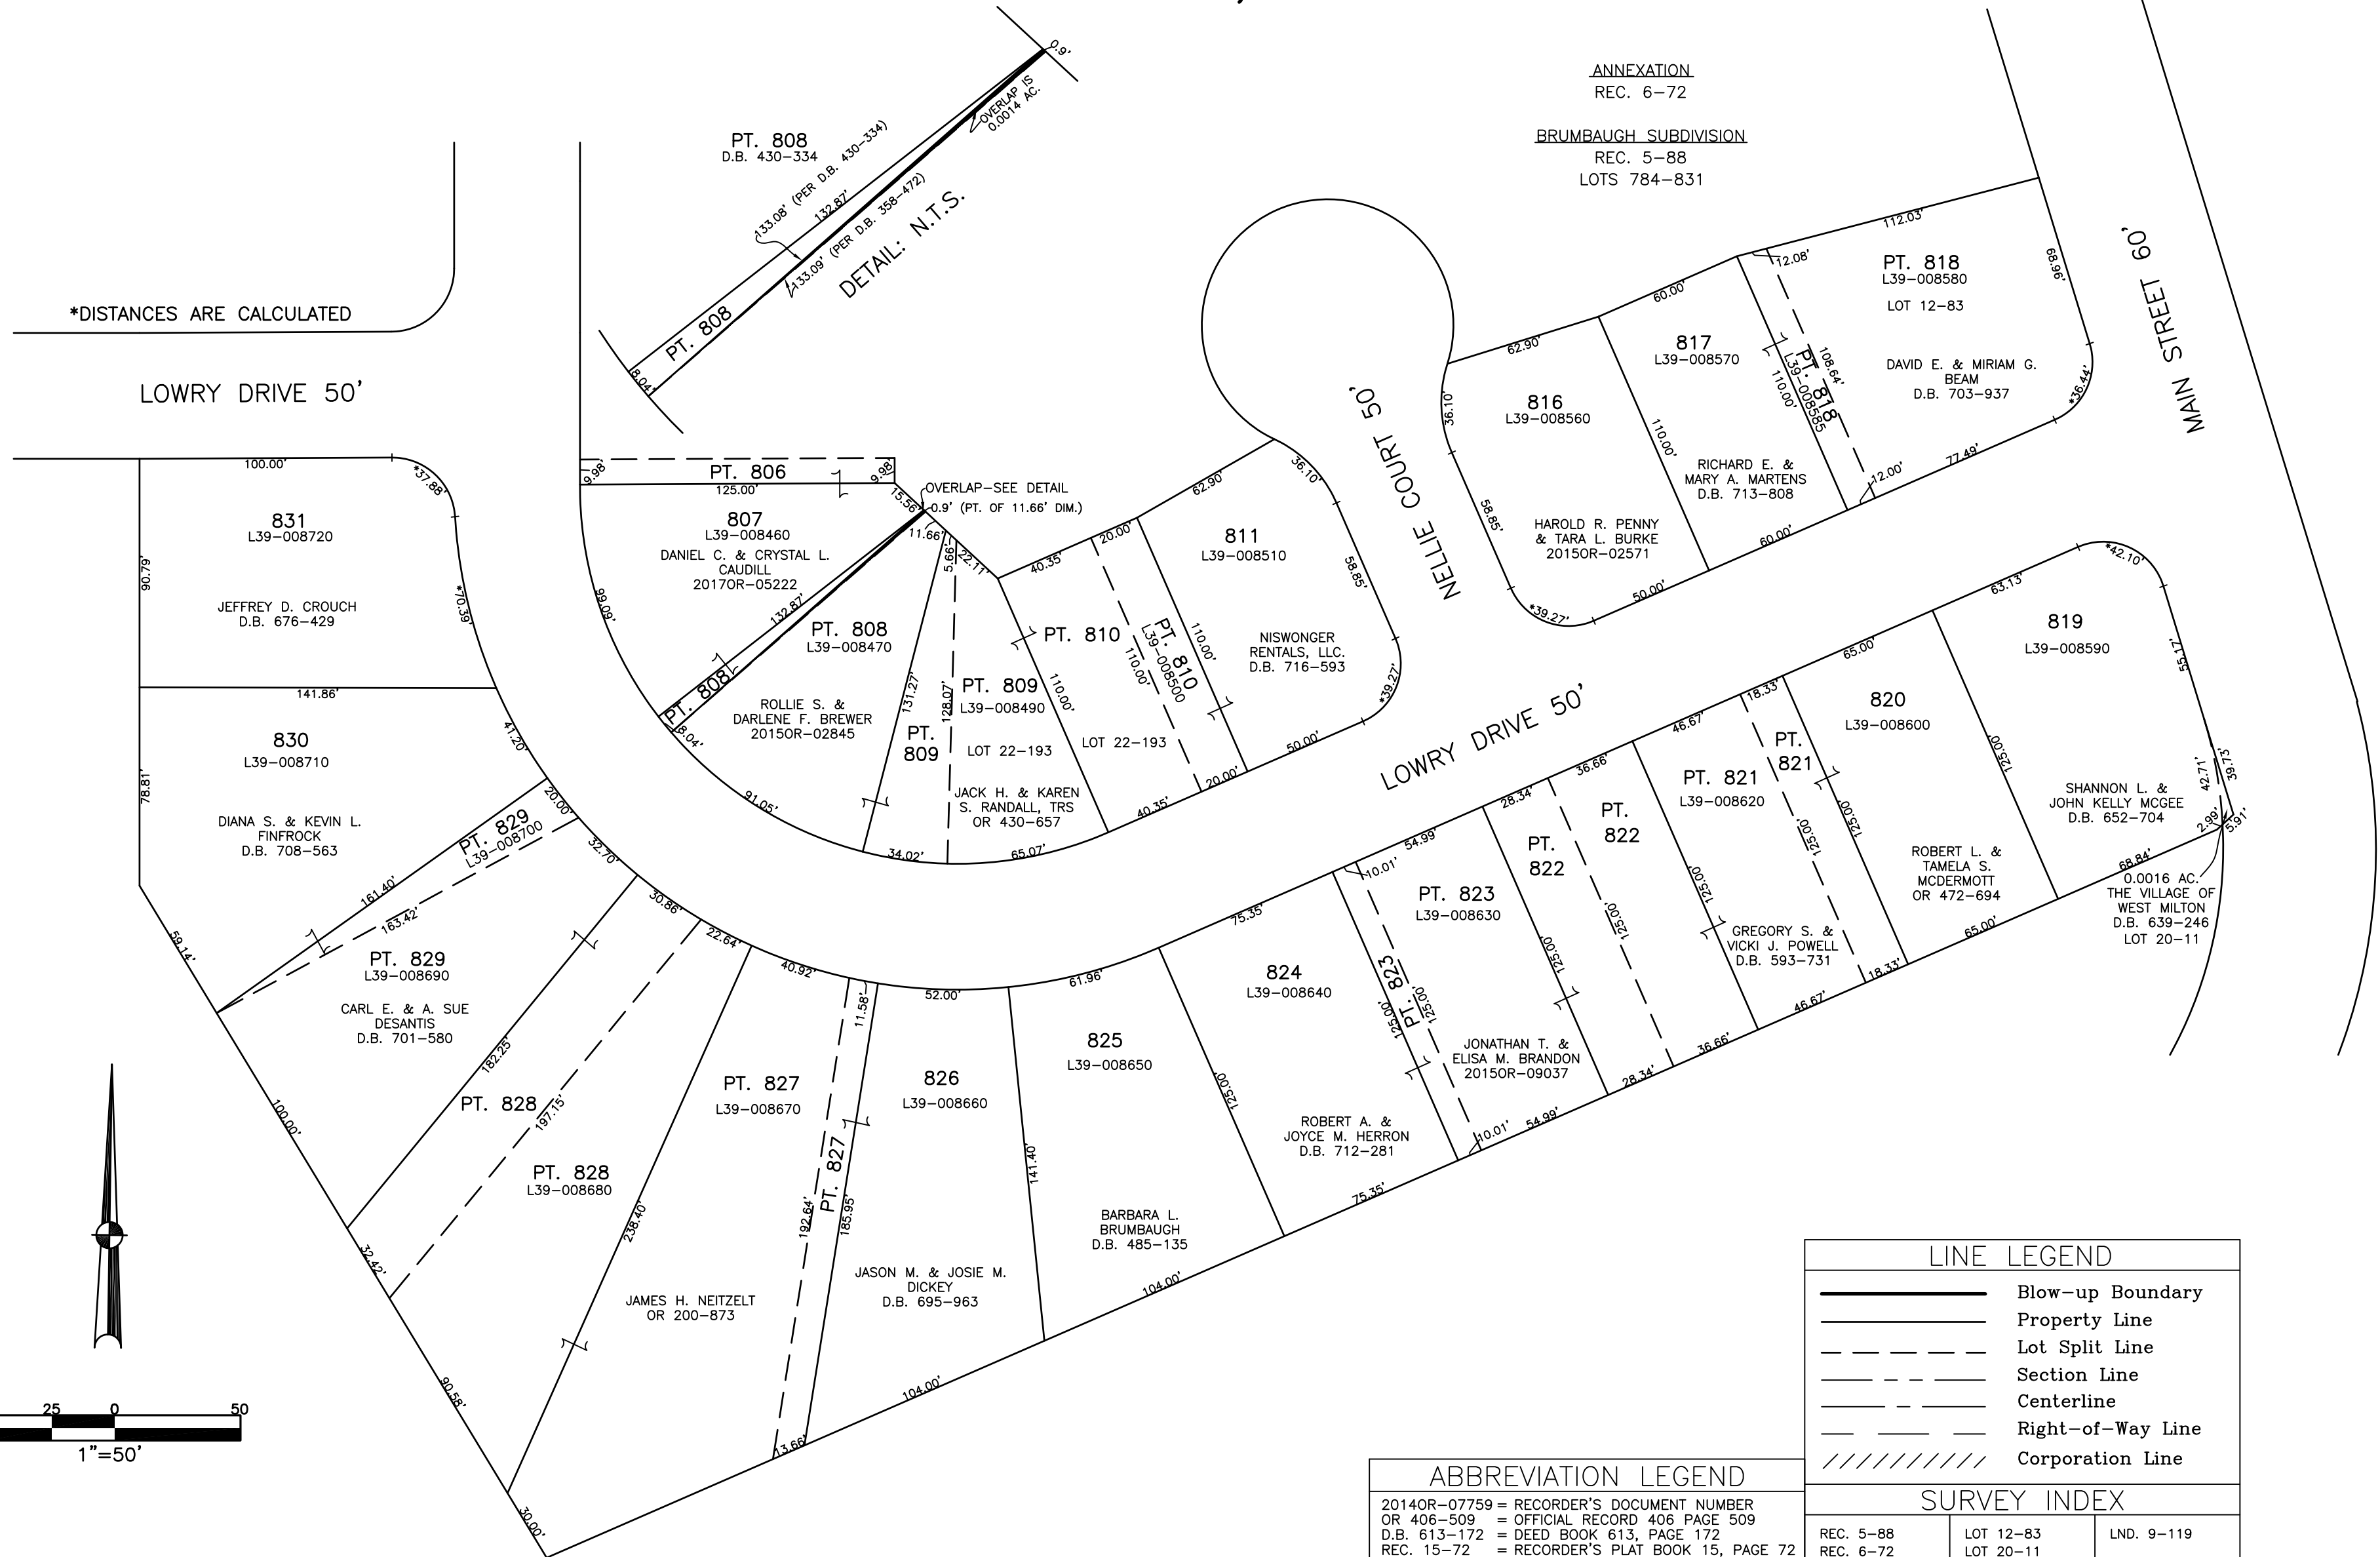 *DISTANCES ARE CALCULATED
LOWRY DRIVE 50'
PT. 808
D.B. 430-334
133.08' (PER D.B. 430-334)
132.87'
133.09' (PER D.B. 358-472)
DETAIL: N.T.S.
OVERLAP IS
0.0014 AC.
0.9'
PT. 808
8.04'
ANNEXATION
REC. 6-72
BRUMBAUGH SUBDIVISION
REC. 5-88
LOTS 784-831
MAIN STREET 60'
NELLIE COURT 50'
LOWRY DRIVE 50'
100.00'
*37.88'
831
L39-008720
90.79'
JEFFREY D. CROUCH
D.B. 676-429
*70.39'
141.86'
830
L39-008710
78.81'
DIANA S. & KEVIN L.
FINFROCK
D.B. 708-563
41.20'
59.14'
161.40'
PT. 829
L39-008700
20.00'
163.42'
32.70'
PT. 829
L39-008690
CARL E. & A. SUE
DESANTIS
D.B. 701-580
100.00'
182.25'
30.86'
PT. 828
197.15'
32.42'
22.64'
PT. 828
L39-008680
238.40'
90.58'
30.00'
40.92'
PT. 827
L39-008670
JAMES H. NEITZELT
OR 200-873
192.64'
11.58'
PT. 827
185.95'
13.66'
52.00'
826
L39-008660
JASON M. & JOSIE M.
DICKEY
D.B. 695-963
104.00'
141.40'
61.96'
825
L39-008650
BARBARA L.
BRUMBAUGH
D.B. 485-135
104.00'
125.00'
75.35'
824
L39-008640
ROBERT A. &
JOYCE M. HERRON
D.B. 712-281
75.35'
125.00'
10.01'
PT. 823
125.00'
10.01'
54.99'
PT. 823
L39-008630
JONATHAN T. &
ELISA M. BRANDON
2015OR-09037
54.99'
125.00'
28.34'
PT.
822
28.34'
125.00'
36.66'
PT.
822
36.66'
125.00'
46.67'
PT. 821
L39-008620
GREGORY S. &
VICKI J. POWELL
D.B. 593-731
46.67'
125.00'
18.33'
PT.
821
18.33'
125.00'
65.00'
820
L39-008600
ROBERT L. &
TAMELA S.
MCDERMOTT
OR 472-694
65.00'
125.00'
63.13'
*42.10'
819
L39-008590
55.17'
SHANNON L. &
JOHN KELLY MCGEE
D.B. 652-704
42.71'
39.73'
2.99'
5.91'
68.84'
0.0016 AC.
THE VILLAGE OF
WEST MILTON
D.B. 639-246
LOT 20-11
9.98'
PT. 806
9.98'
125.00'
15.56'
OVERLAP-SEE DETAIL
0.9' (PT. OF 11.66' DIM.)
807
L39-008460
DANIEL C. & CRYSTAL L.
CAUDILL
2017OR-05222
99.09'
132.87'
11.66'
5.66'
22.11'
PT. 808
8.04'
PT. 808
L39-008470
ROLLIE S. &
DARLENE F. BREWER
2015OR-02845
91.05'
131.27'
PT.
809
128.07'
34.02'
PT. 809
L39-008490
LOT 22-193
JACK H. & KAREN
S. RANDALL, TRS
OR 430-657
65.07'
110.00'
40.35'
PT. 810
LOT 22-193
40.35'
110.00'
20.00'
PT. 810
L39-008500
110.00'
20.00'
62.90'
36.10'
811
L39-008510
58.85'
NISWONGER
RENTALS, LLC.
D.B. 716-593
*39.27'
50.00'
62.90'
36.10'
816
L39-008560
58.85'
HAROLD R. PENNY
& TARA L. BURKE
2015OR-02571
*39.27'
50.00'
110.00'
60.00'
817
L39-008570
RICHARD E. &
MARY A. MARTENS
D.B. 713-808
60.00'
110.00'
12.08'
PT. 818
L39-008585
108.64'
12.00'
112.03'
PT. 818
L39-008580
LOT 12-83
DAVID E. & MIRIAM G.
BEAM
D.B. 703-937
68.96'
*36.44'
77.49'
25 0 50
1"=50'
LINE LEGEND
Blow-up Boundary
Property Line
Lot Split Line
Section Line
Centerline
Right-of-Way Line
Corporation Line
ABBREVIATION LEGEND
2014OR-07759 = RECORDER'S DOCUMENT NUMBER
OR 406-509 = OFFICIAL RECORD 406 PAGE 509
D.B. 613-172 = DEED BOOK 613, PAGE 172
REC. 15-72 = RECORDER'S PLAT BOOK 15, PAGE 72
SURVEY INDEX
REC. 5-88 LOT 12-83 LND. 9-119
REC. 6-72 LOT 20-11